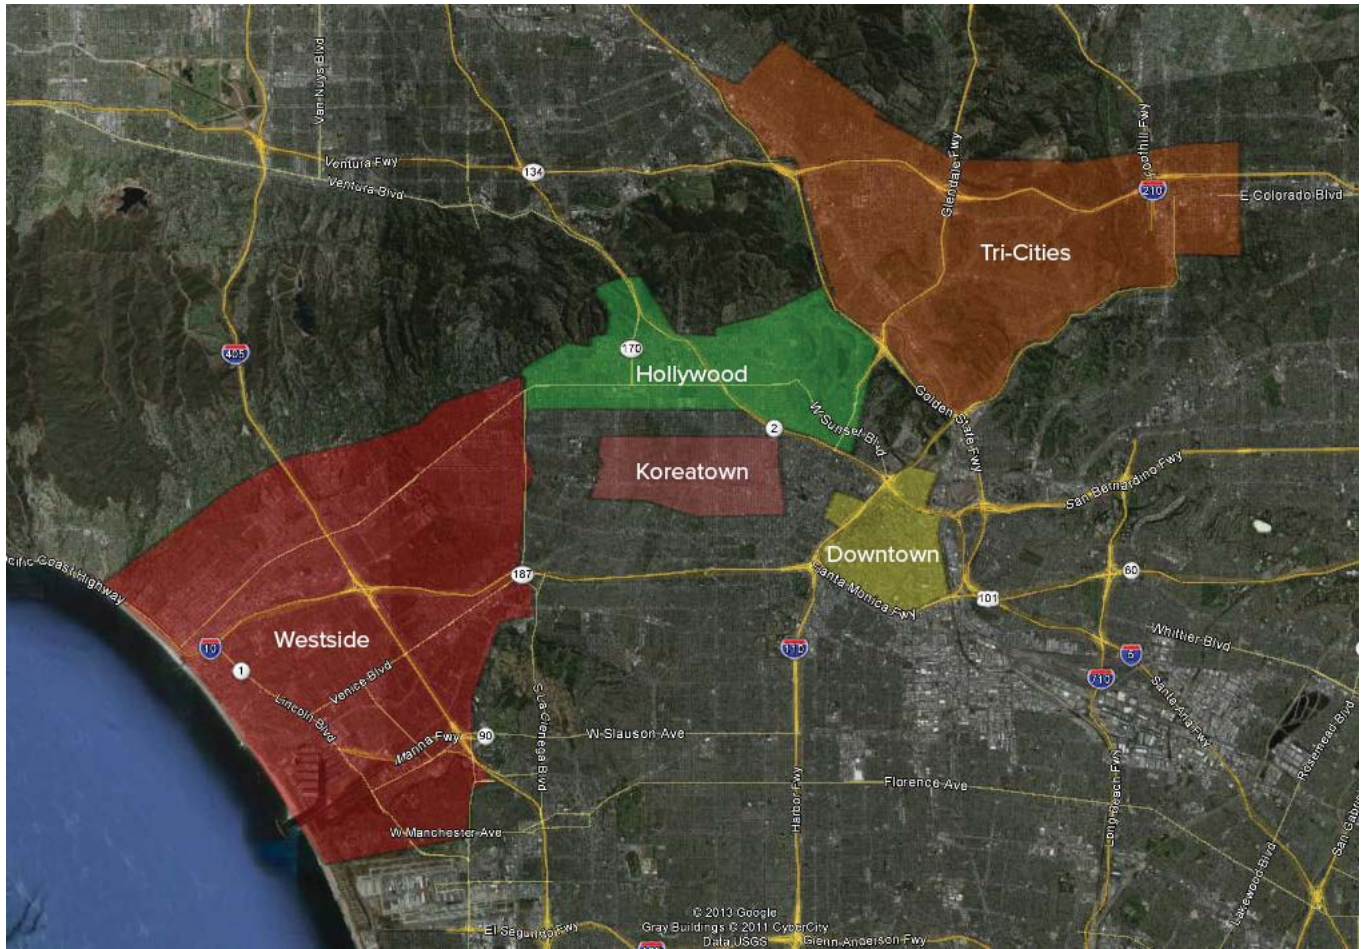 Van Nuys Blvd
Ventura Fwy
Ventura Blvd
134
Glendale Fwy
Foothill Fwy
210
E Colorado Blvd
Tri-Cities
405
170
Hollywood
2
W Sunset Blvd
Golden State Fwy
Koreatown
San Bernardino Fwy
Downtown
187
Santa Monica Fwy
101
60
Pacific Coast Highway
Westside
10
1
110
Whittier Blvd
5
710
Venice Blvd
Lincoln Blvd
Marina Fwy
90
S La Cienega Blvd
W Slauson Ave
Santa Ana Fwy
Rosemead Blvd
Florence Ave
Harbor Fwy
Long Beach Fwy
W Manchester Ave
Lakewood Blvd
San Gabri
© 2013 Google
Gray Buildings © 2011 CyberCity
Data USGS
El Segundo Fwy
Glenn Anderson Fwy